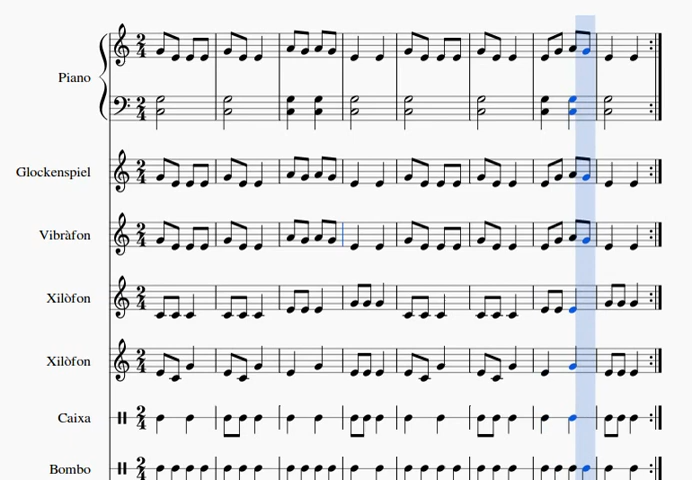 Piano
Glockenspiel
Vibràfon
Xilòfon
Xilòfon
Caixa
Bombo